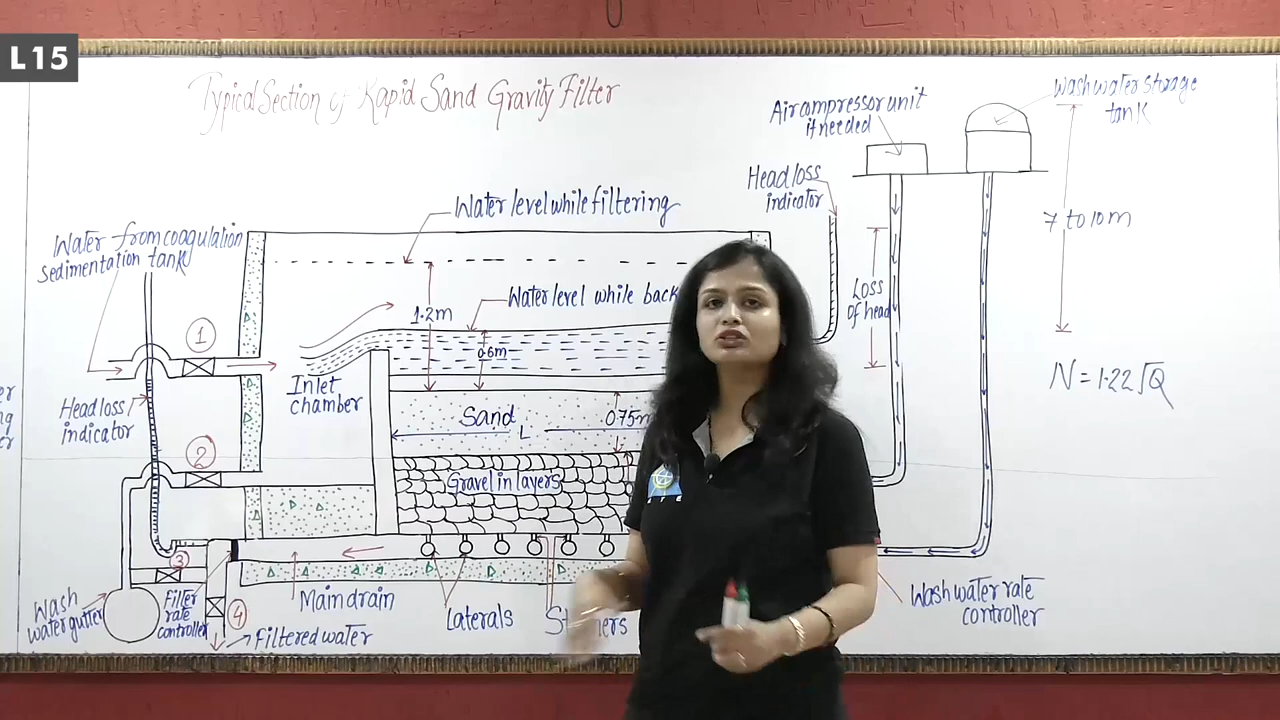 L15
Typical Section of Rapid Sand Gravity Filter
Air compressor unit
if needed
Wash water storage
tank
Head loss
indicator
Water level while filtering
Water from coagulation
sedimentation tank
7 to 10 m
Loss
of head
Water level while back
1.2m
0.6m
1
Inlet
chamber
N = 1.22√Q
Head loss
indicator
Sand
0.75m
L
2
Gravel in layers
3
Wash
water gutter
Filter
rate
controller
4
Main drain
Laterals
Filtered water
Wash water rate
controller